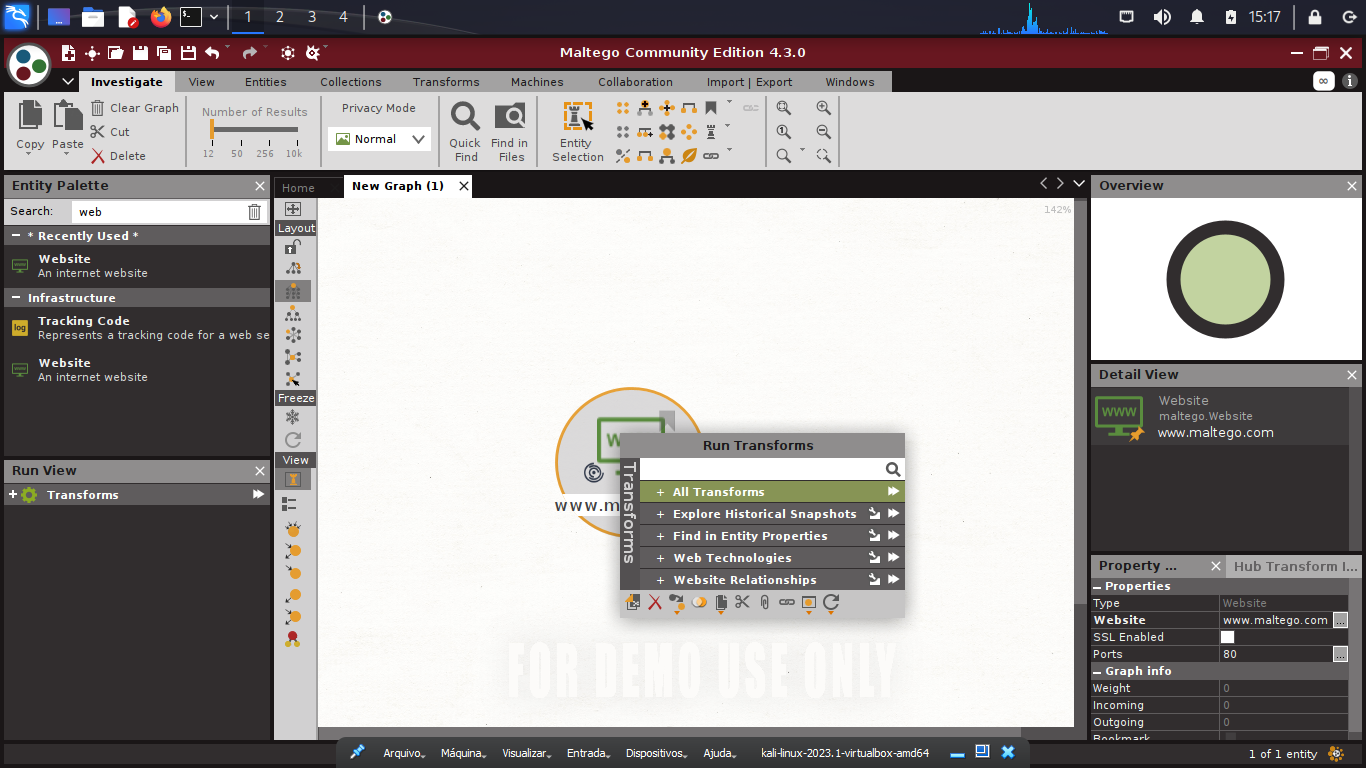 1 2 3 4
15:17
Maltego Community Edition 4.3.0
Investigate View Entities Collections Transforms Machines Collaboration Import | Export Windows
Copy
Paste
Clear Graph
Cut
Delete
Number of Results
12 50 256 10k
Privacy Mode
Normal
Quick
Find
Find in
Files
Entity
Selection
Entity Palette
Search: web
* Recently Used *
Website
An internet website
Infrastructure
log
Tracking Code
Represents a tracking code for a web se
Website
An internet website
Run View
Transforms
Home
New Graph (1)
142%
Layout
Freeze
View
www.m
Run Transforms
Transforms
+ All Transforms
+ Explore Historical Snapshots
+ Find in Entity Properties
+ Web Technologies
+ Website Relationships
FOR DEMO USE ONLY
Overview
Detail View
WWW
Website
maltego.Website
www.maltego.com
Property ...
Hub Transform I...
Properties
Type Website
Website www.maltego.com ...
SSL Enabled
Ports 80 ...
Graph info
Weight 0
Incoming 0
Outgoing 0
Bookmark
Arquivo Máquina Visualizar Entrada Dispositivos Ajuda kali-linux-2023.1-virtualbox-amd64
1 of 1 entity